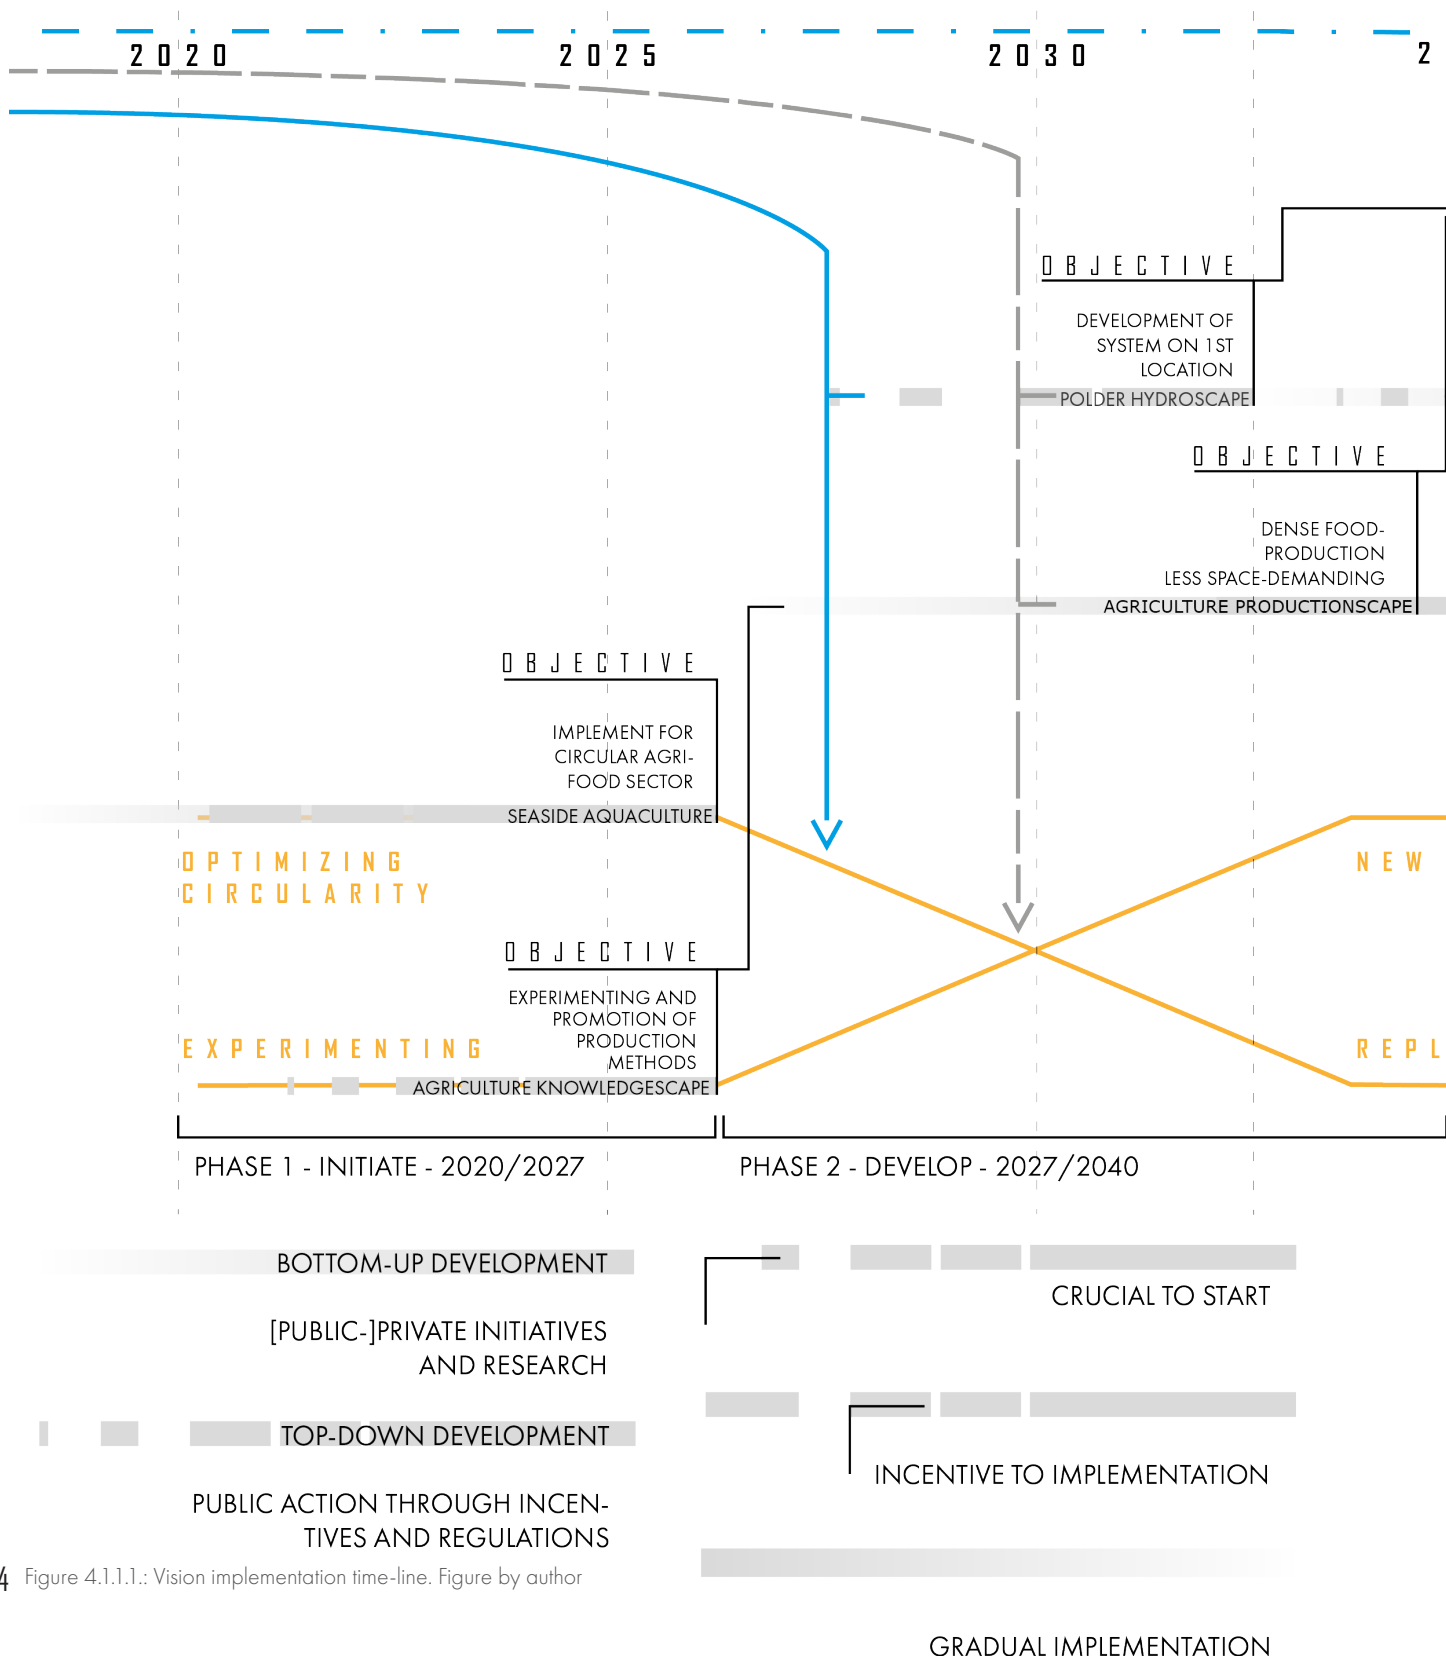 2020 2025 2030 2
OBJECTIVE
DEVELOPMENT OF
SYSTEM ON 1ST
LOCATION
POLDER HYDROSCAPE
OBJECTIVE
DENSE FOOD-
PRODUCTION
LESS SPACE-DEMANDING
AGRICULTURE PRODUCTIONSCAPE
OBJECTIVE
IMPLEMENT FOR
CIRCULAR AGRI-
FOOD SECTOR
SEASIDE AQUACULTURE
OPTIMIZING
CIRCULARITY
NEW
OBJECTIVE
EXPERIMENTING AND
PROMOTION OF
PRODUCTION
METHODS
EXPERIMENTING
REPL
AGRICULTURE KNOWLEDGESCAPE
PHASE 1 - INITIATE - 2020/2027
PHASE 2 - DEVELOP - 2027/2040
BOTTOM-UP DEVELOPMENT
[PUBLIC-]PRIVATE INITIATIVES
AND RESEARCH
TOP-DOWN DEVELOPMENT
PUBLIC ACTION THROUGH INCEN-
TIVES AND REGULATIONS
CRUCIAL TO START
INCENTIVE TO IMPLEMENTATION
GRADUAL IMPLEMENTATION
4 Figure 4.1.1.1.: Vision implementation time-line. Figure by author